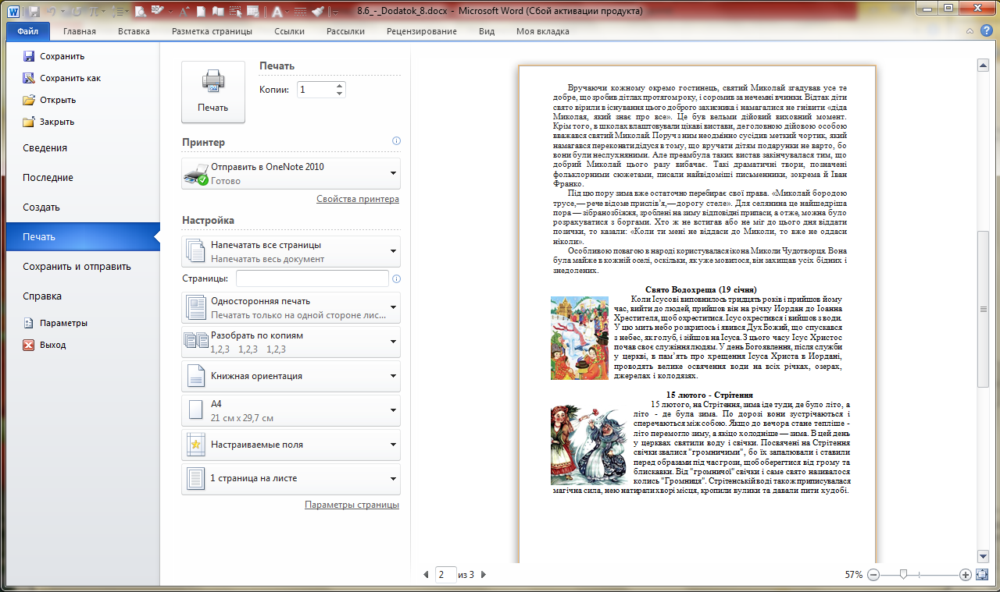 8.6_-_Dodatok_8.docx - Microsoft Word (Сбой активации продукта)
Файл Главная Вставка Разметка страницы Ссылки Рассылки Рецензирование Вид Моя вкладка
Сохранить
Сохранить как
Открыть
Закрыть
Сведения
Последние
Создать
Печать
Сохранить и отправить
Справка
Параметры
Выход
Печать
Печать
Копии: 1
Принтер
Отправить в OneNote 2010
Готово
Свойства принтера
Настройка
Напечатать все страницы
Напечатать весь документ
Страницы:
Односторонняя печать
Печатать только на одной стороне лис...
Разобрать по копиям
1,2,3 1,2,3 1,2,3
Книжная ориентация
А4
21 см x 29,7 см
Настраиваемые поля
1 страница на листе
Параметры страницы
Вручаючи кожному окремо гостинець, святий Миколай згадував усе те
добре, що зробив дітлах протягом року, і соромив за нечемні вчинки. Відтак діти
свято вірили в існування цього доброго захисника і намагалися не гнівити «діда
Миколая, який знає про все». Це був вельми дійовий виховний момент.
Крім того, в школах влаштовували цікаві вистави, де головною дійовою особою
вважався святий Миколай. Поруч з ним неодмінно сусідив меткий чортик, який
намагався переконати дідуся в тому, що вручати дітям подарунки не варто, бо
вони були неслухняними. Але преамбула таких вистав закінчувалася тим, що
добрий Миколай цього разу вибачає. Такі драматичні твори, позначені
фольклорними сюжетами, писали найвідоміші письменники, зокрема й Іван
Франко.
Під цю пору зима вже остаточно перебирає свої права. «Миколай бородою
трусе,— рече відоме прислів’я,— дорогу стеле». Для селянина це найщедріша
пора — зібрано збіжжя, зроблені на зиму відповідні припаси, а отже, можна було
розрахуватися з боргами. Хто ж не встигав або не міг до цього дня віддати
позички, то казали: «Коли ти мені не віддаси до Миколи, то вже не оддаси
ніколи».
Особливою повагою в народі користувалася ікона Миколи Чудотворця. Вона
була майже в кожній оселі, оскільки, як уже мовилося, він захищав усіх бідних і
знедолених.
Свято Водохреща (19 січня)
Коли Ісусові виповнилось тридцять років і прийшов йому
час, вийти до людей, прийшов він на річку Иордан до Іоанна
Хрестителя, щоб охреститися. Ісус охрестився і вийшов з води.
У цю мить небо розкрилось і явився Дух Божий, що спускався
з небес, як голуб, і зійшов на Ісуса. З цього часу Ісус Христос
почав своє служіння людям. У день Богоявлення, після служби
у церкві, в пам’ять про хрещення Ісуса Христа в Иордані,
проводять велике освячення води на всіх річках, озерах,
джерелах і колодязях.
15 лютого - Стрітення
15 лютого, на Стрітення, зима іде туди, де було літо, а
літо - де була зима. По дорозі вони зустрічаються і
сперечаються між собою. Якщо до вечора стане тепліше -
літо перемогло зиму, а якіцо холодніше — зима. В цей день
у церквах святили воду і свічки. Посвячені на Стрітення
свічки звалися "громничими", бо їх запалювали і ставили
перед образами під час грози, щоб оберегтися від грому та
блискавки. Від "громничої" свічки і саме свято називалося
колись "Громниця". Стрітенській воді також приписувалася
магічна сила, нею натирали хворі місця, кропили вулики та давали пити худобі.
2 из 3
57%